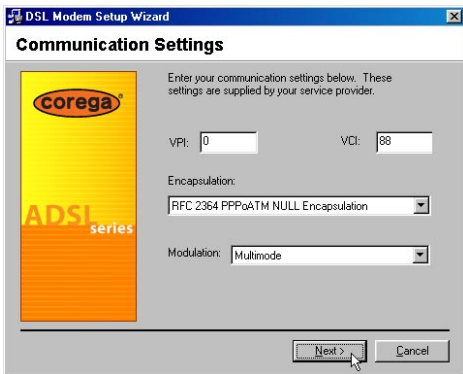 DSL Modem Setup Wizard
Communication Settings
Enter your communication settings below. These
settings are supplied by your service provider.
corega
VPI: 0 VCI: 88
Encapsulation:
RFC 2364 PPPoATM NULL Encapsulation
ADSL
series
Modulation: Multimode
Next > Cancel